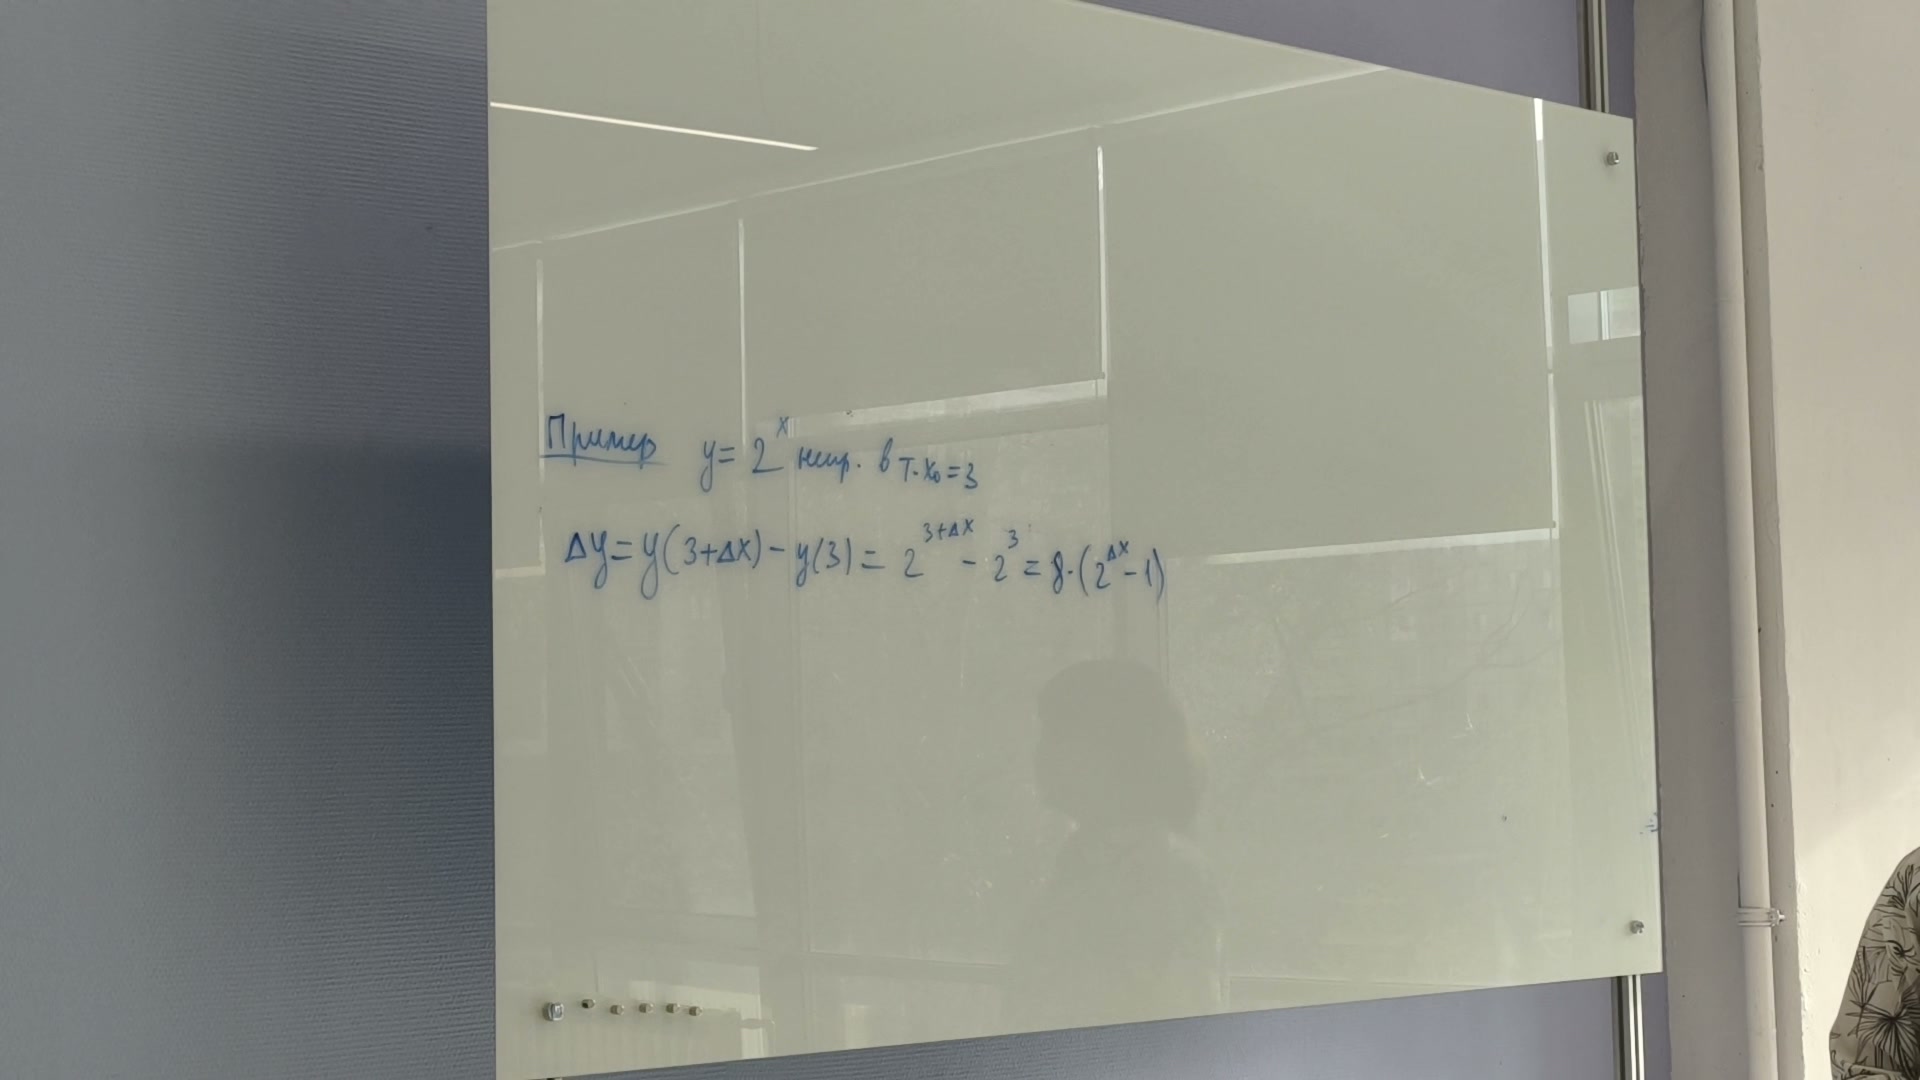 Пример y = 2^x непр. в т. x₀ = 3
Δy = y(3+Δx) − y(3) = 2^(3+Δx) − 2^3 = 8·(2^Δx − 1)